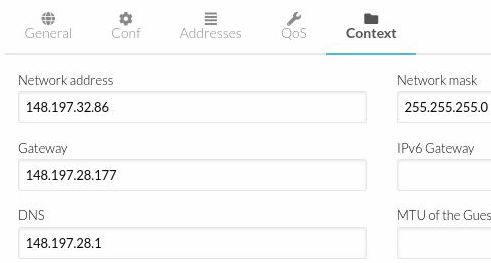 General Conf Addresses QoS Context
Network address Network mask
148.197.32.86 255.255.255.0
Gateway IPv6 Gateway
148.197.28.177
DNS MTU of the Gues
148.197.28.1